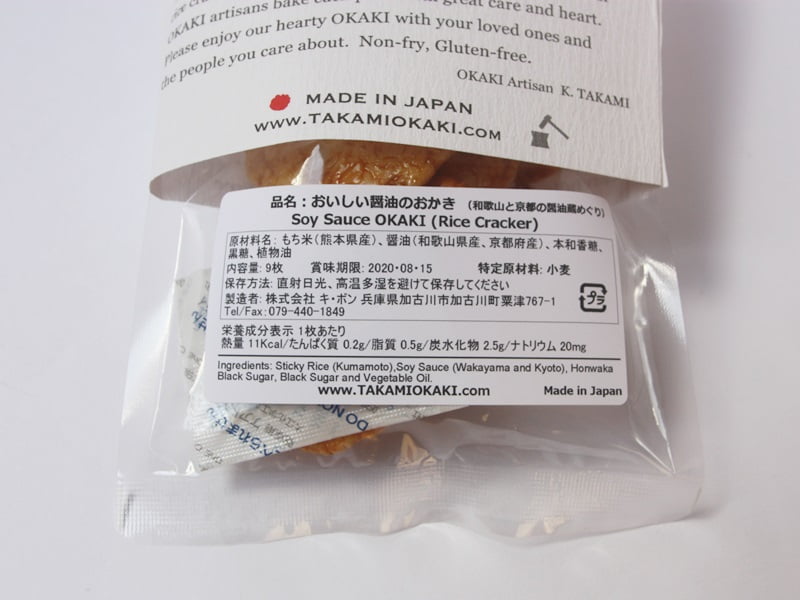 OKAKI artisans bake
great care and heart.
Please enjoy our hearty OKAKI with your loved ones and
the people you care about. Non-fry, Gluten-free.
OKAKI Artisan K. TAKAMI
MADE IN JAPAN
www.TAKAMIOKAKI.com
品名：おいしい醤油のおかき （和歌山と京都の醤油蔵めぐり）
Soy Sauce OKAKI (Rice Cracker)
原材料名: もち米（熊本県産）、醤油（和歌山県産、京都府産）、本和香糖、
黒糖、植物油
内容量: 9枚 賞味期限: 2020・08・15 特定原材料: 小麦
保存方法: 直射日光、高温多湿を避けて保存してください
製造者: 株式会社 キ・ボン 兵庫県加古川市加古川町粟津767-1
Tel/Fax: 079-440-1849
プラ
栄養成分表示 1枚あたり
熱量 11Kcal/たんぱく質 0.2g/脂質 0.5g/炭水化物 2.5g/ナトリウム 20mg
Ingredients: Sticky Rice (Kumamoto),Soy Sauce (Wakayama and Kyoto), Honwaka
Black Sugar, Black Sugar and Vegetable Oil.
www.TAKAMIOKAKI.com Made in Japan
DO NO